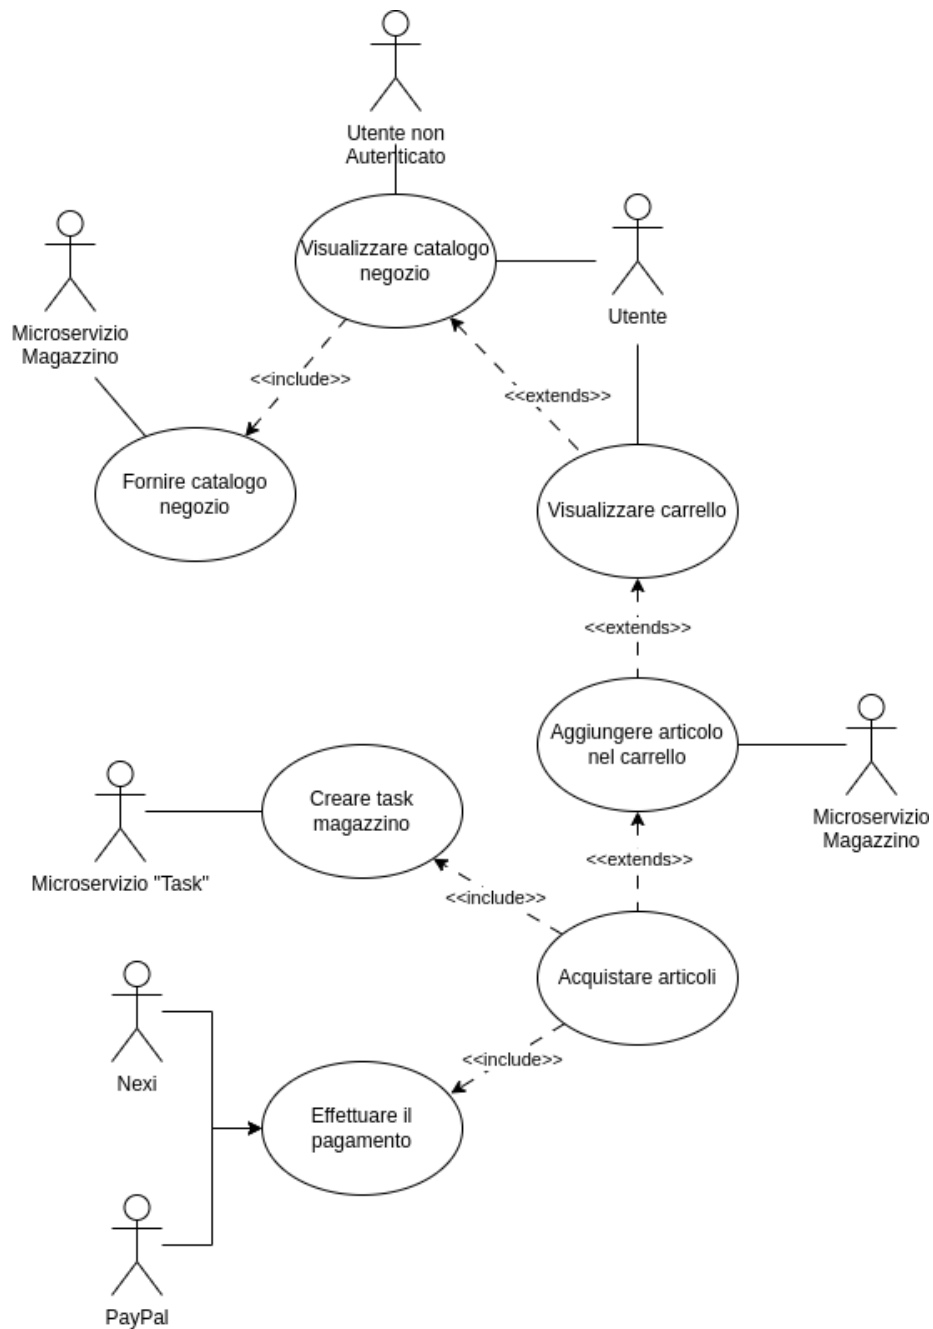 Utente non
Autenticato
Visualizzare catalogo
negozio
Utente
Microservizio
Magazzino
<<include>>
<<extends>>
Fornire catalogo
negozio
Visualizzare carrello
<<extends>>
Aggiungere articolo
nel carrello
Microservizio
Magazzino
Creare task
magazzino
Microservizio "Task"
<<extends>>
<<include>>
Acquistare articoli
Nexi
<<include>>
Effettuare il
pagamento
PayPal